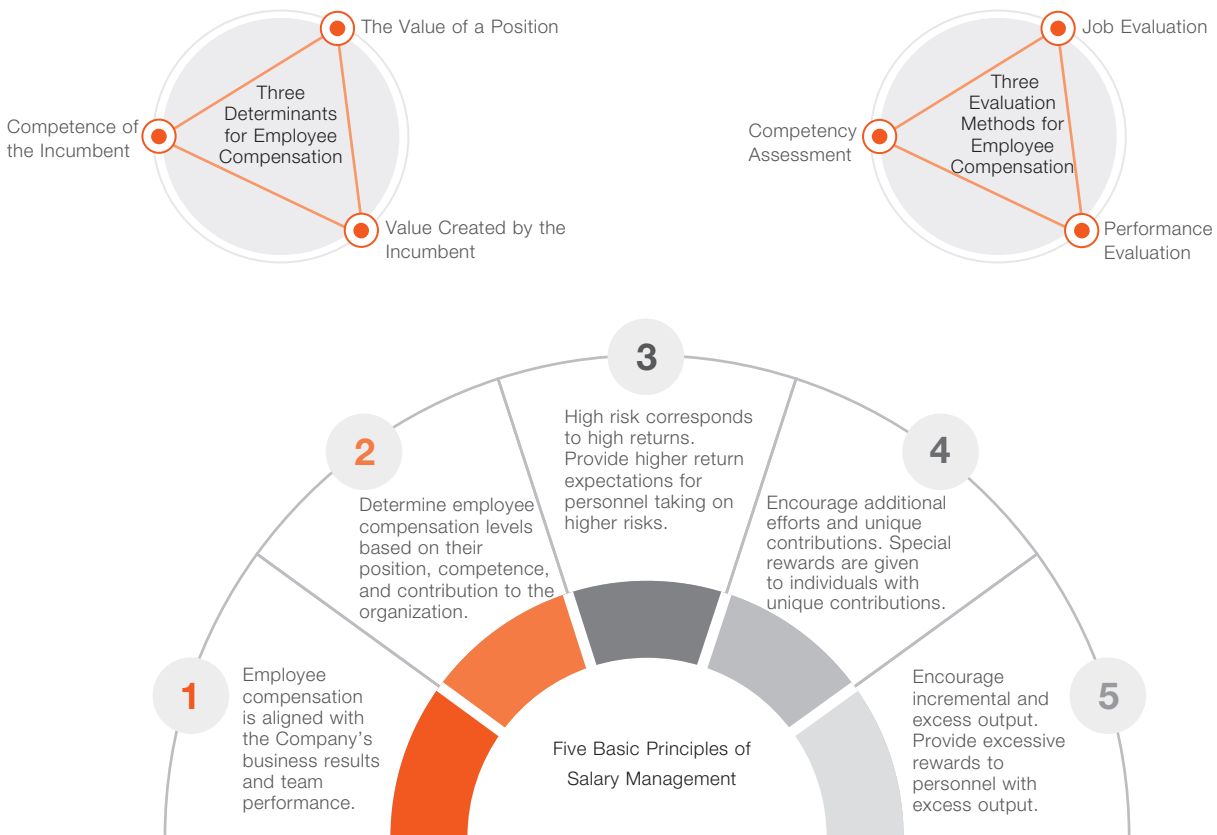 The Value of a Position
Three
Determinants
for Employee
Compensation
Competence of
the Incumbent
Value Created by the
Incumbent
Job Evaluation
Three
Evaluation
Methods for
Employee
Compensation
Competency
Assessment
Performance
Evaluation
1
Employee
compensation
is aligned with
the Company's
business results
and team
performance.
2
Determine employee
compensation levels
based on their
position, competence,
and contribution to the
organization.
3
High risk corresponds
to high returns.
Provide higher return
expectations for
personnel taking on
higher risks.
4
Encourage additional
efforts and unique
contributions. Special
rewards are given
to individuals with
unique contributions.
5
Encourage
incremental and
excess output.
Provide excessive
rewards to
personnel with
excess output.
Five Basic Principles of
Salary Management